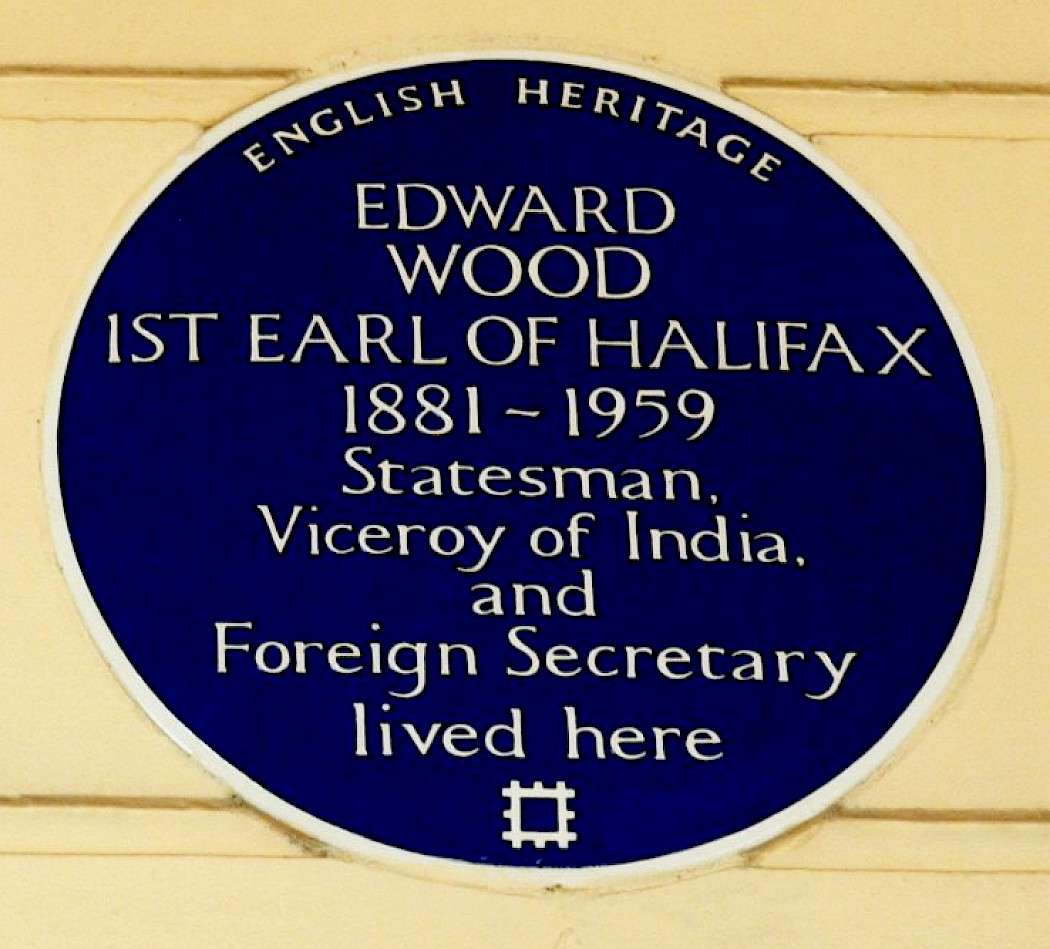 ENGLISH HERITAGE
EDWARD
WOOD
1ST EARL OF HALIFAX
1881 ~ 1959
Statesman,
Viceroy of India,
and
Foreign Secretary
lived here